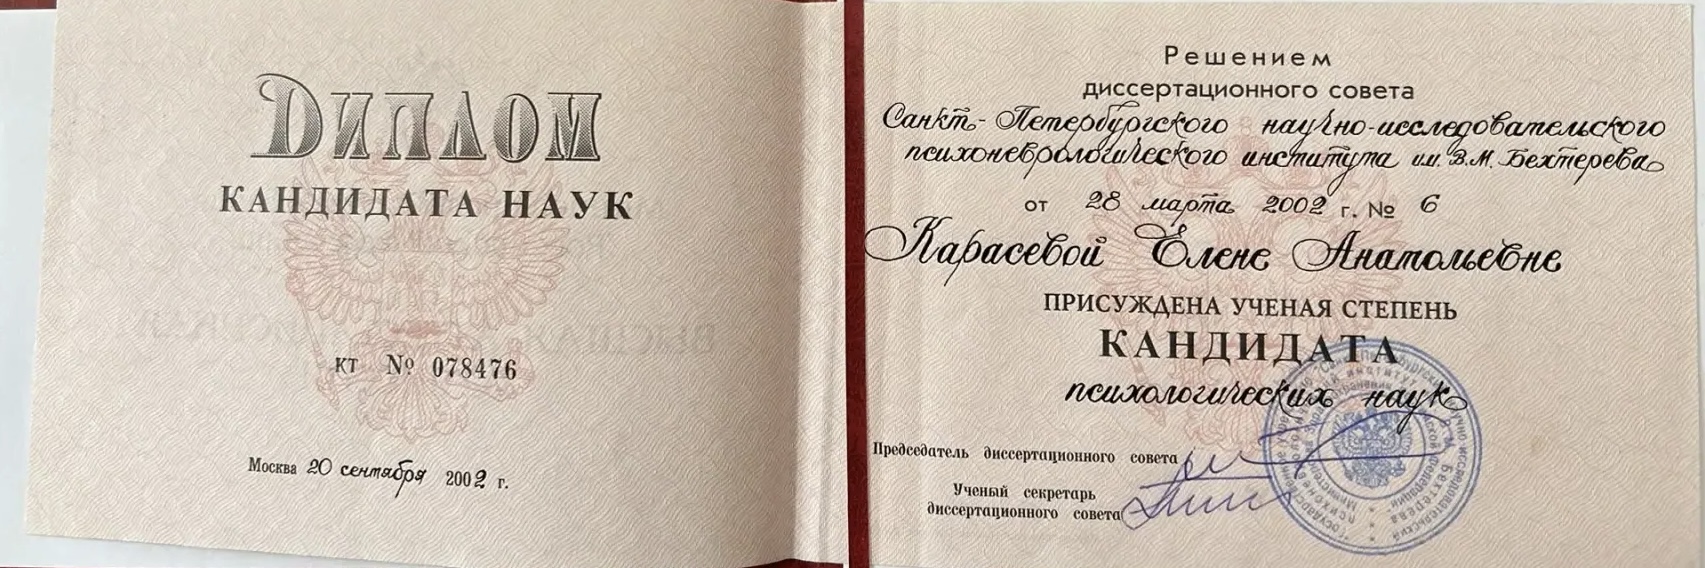 Диплом
КАНДИДАТА НАУК
КТ № 078476
Москва 20 сентября 2002 г.
Решением
диссертационного совета
Санкт-Петербургского научно-исследовательского
психоневрологического института им. В.М. Бехтерева
от 28 марта 2002 г. № 6
Карасевой Елене Анатольевне
ПРИСУЖДЕНА УЧЕНАЯ СТЕПЕНЬ
КАНДИДАТА
психологических наук
Председатель диссертационного совета
Ученый секретарь
диссертационного совета